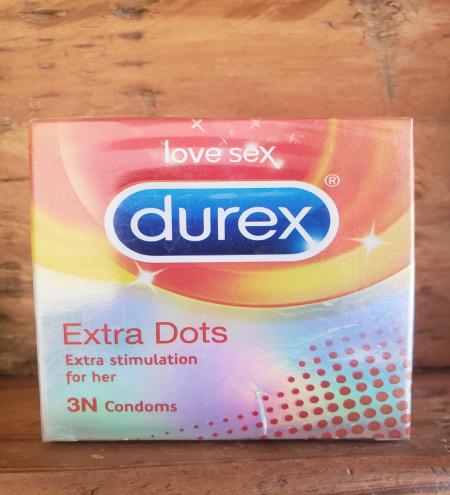 love sex
durex®
Extra Dots
Extra stimulation
for her
3N Condoms